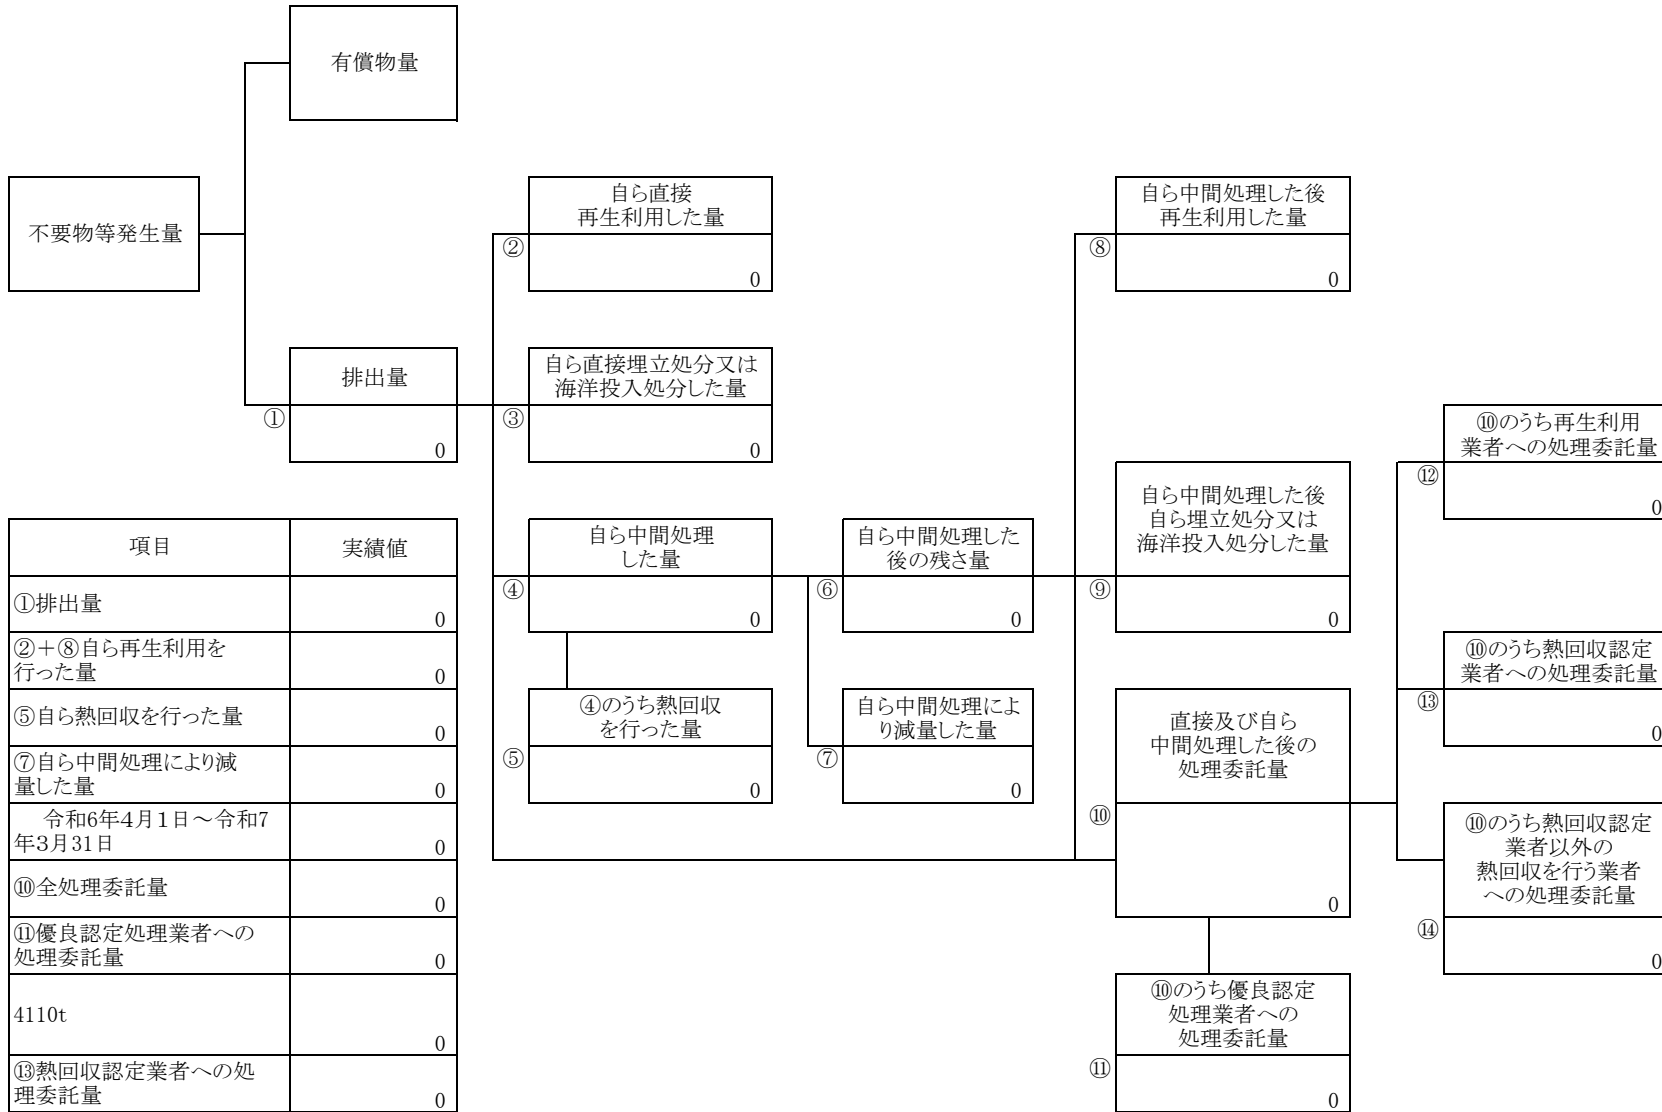 有償物量
不要物等発生量
自ら直接
再生利用した量
②
0
自ら中間処理した後
再生利用した量
⑧
0
排出量
①
0
自ら直接埋立処分又は
海洋投入処分した量
③
0
⑩のうち再生利用
業者への処理委託量
⑫
0
自ら中間処理
した量
④
0
自ら中間処理した
後の残さ量
⑥
0
自ら中間処理した後
自ら埋立処分又は
海洋投入処分した量
⑨
0
⑩のうち熱回収認定
業者への処理委託量
⑬
0
④のうち熱回収
を行った量
⑤
0
自ら中間処理によ
り減量した量
⑦
0
直接及び自ら
中間処理した後の
処理委託量
⑩
0
⑩のうち熱回収認定
業者以外の
熱回収を行う業者
への処理委託量
⑭
0
⑩のうち優良認定
処理業者への
処理委託量
⑪
0
項目 実績値
①排出量
0
②＋⑧自ら再生利用を
行った量
0
⑤自ら熱回収を行った量
0
⑦自ら中間処理により減
量した量
0
令和6年４月１日～令和7
年３月31日
0
⑩全処理委託量
0
⑪優良認定処理業者への
処理委託量
0
4110t
0
⑬熱回収認定業者への処
理委託量
0